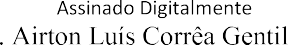 Assinado Digitalmente
. Airton Luís Corrêa Gentil